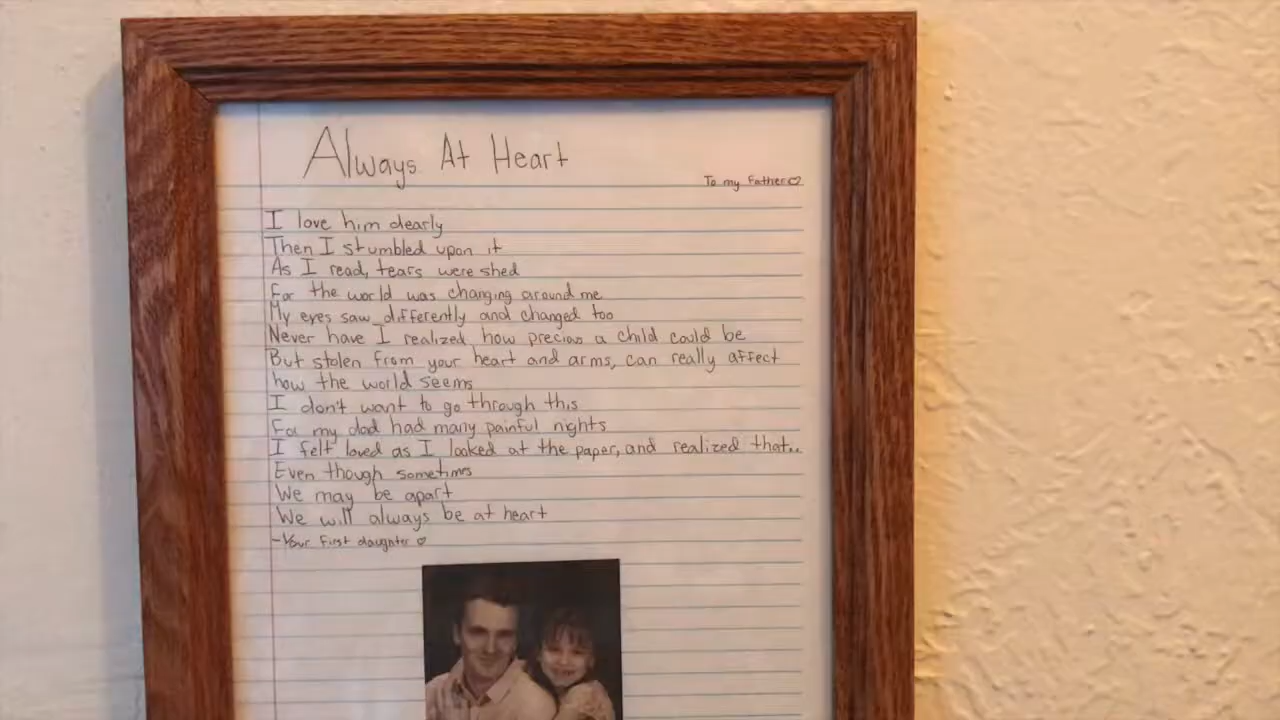 Always At Heart
To my Father♡
I love him dearly
Then I stumbled upon it
As I read, tears were shed
For the world was changing around me
My eyes saw differently and changed too
Never have I realized how precious a child could be
But stolen from your heart and arms, can really affect
how the world seems
I don't want to go through this
For my dad had many painful nights
I felt loved as I looked at the paper, and realized that..
Even though sometimes
We may be apart
We will always be at heart
-Your first daughter ♡